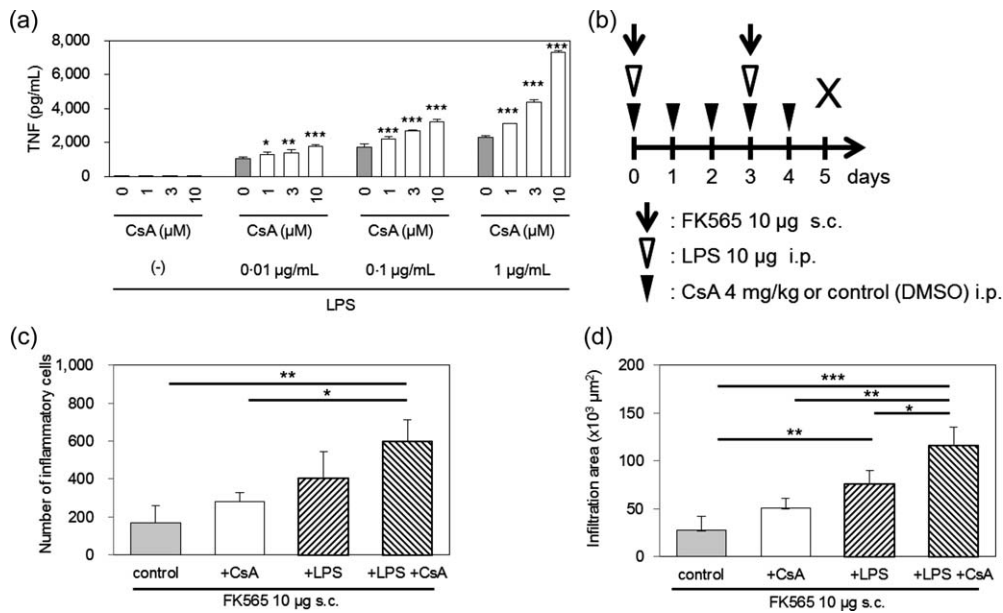 (a)
8,000
6,000
4,000
2,000
0
TNF
(pg/mL)
* ** ***
*** *** ***
*** *** ***
0 1 3 10 0 1 3 10 0 1 3 10 0 1 3 10
CsA (µM) CsA (µM) CsA (µM) CsA (µM)
(-) 0·01 µg/mL 0·1 µg/mL 1 µg/mL
LPS
(b)
X
0 1 2 3 4 5 days
: FK565 10 µg s.c.
: LPS 10 µg i.p.
: CsA 4 mg/kg or control (DMSO) i.p.
(c)
Number of inflammatory cells
1,000
800
600
400
200
0
**
*
control +CsA +LPS +LPS +CsA
FK565 10 µg s.c.
(d)
Infiltration area (x10³ µm²)
200
150
100
50
0
***
**
*
**
control +CsA +LPS +LPS +CsA
FK565 10 µg s.c.